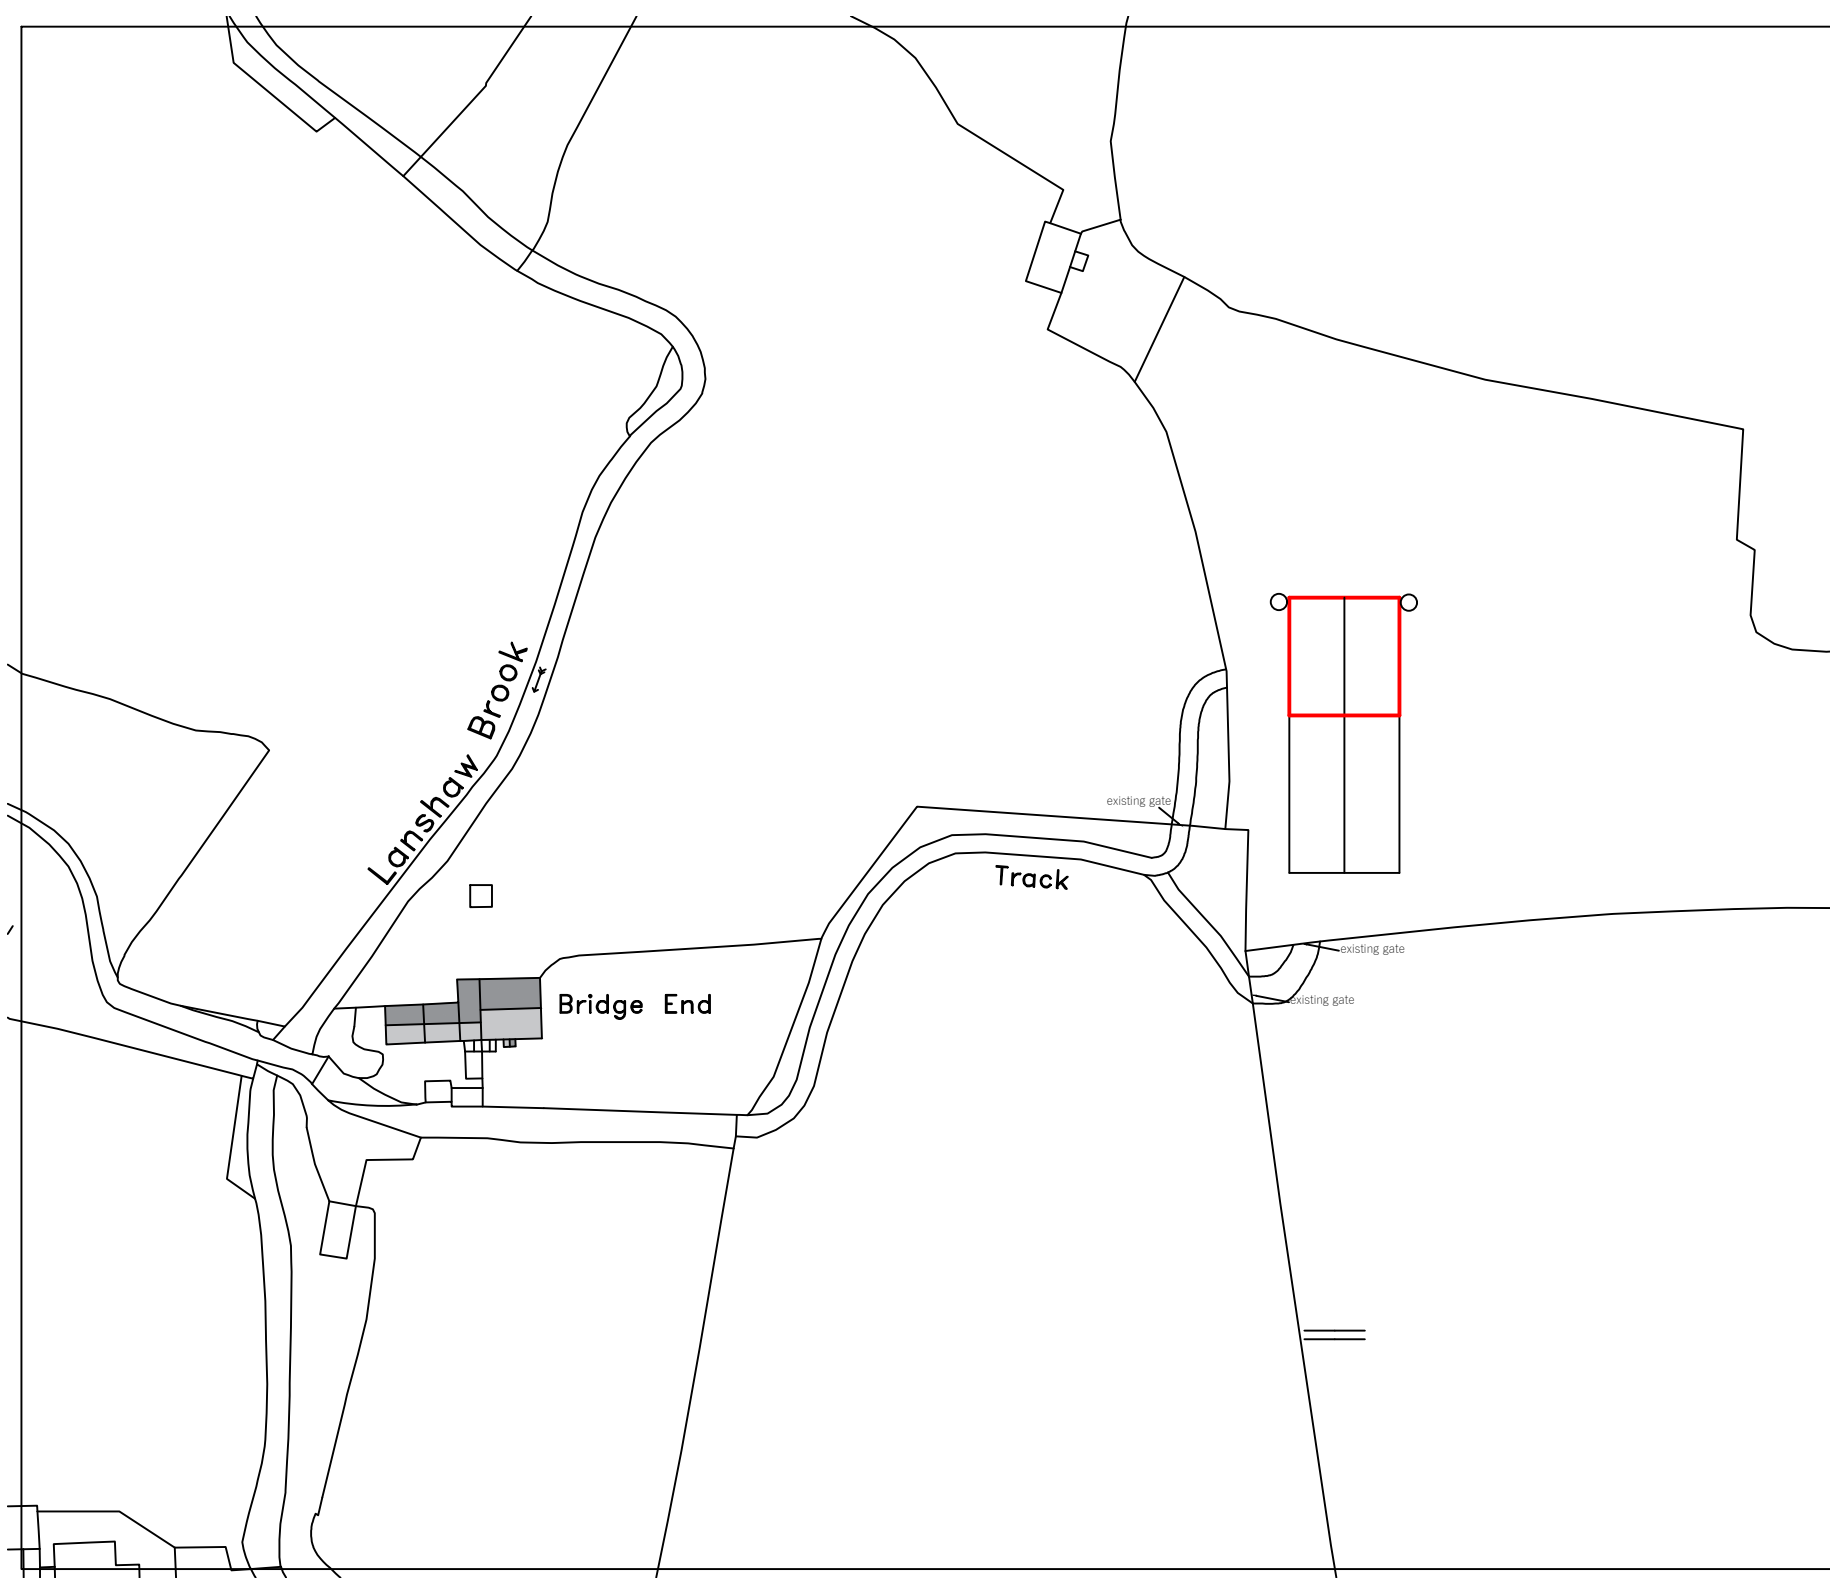 Lanshaw Brook
existing gate
Track
existing gate
existing gate
Bridge End